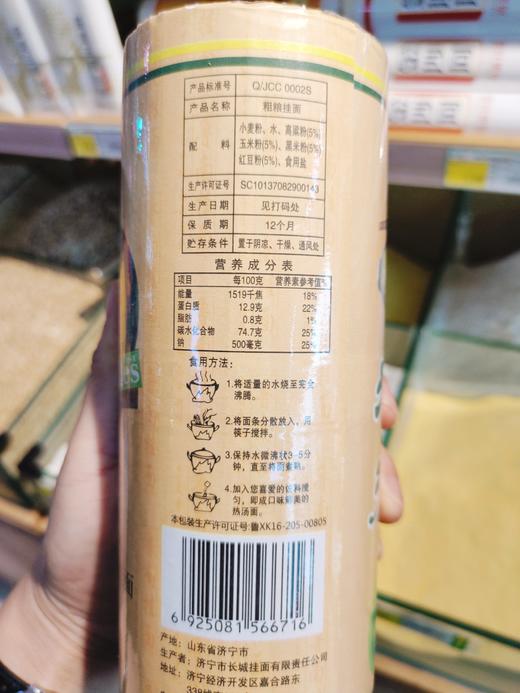 产品标准号 Q/JCC 0002S
产品名称 粗粮挂面
配料 小麦粉、水、高粱粉(5%)
玉米粉(5%)、黑米粉(5%)
红豆粉(5%)、食用盐
生产许可证号 SC10137082900143
生产日期 见打码处
保质期 12个月
贮存条件 置于阴凉、干燥、通风处
营养成分表
项目 每100克 营养素参考值%
能量 1519千焦 18%
蛋白质 12.9克 22%
脂肪 0.8克 1%
碳水化合物 74.7克 25%
钠 500毫克 25%
食用方法:
1.将适量的水烧至完全
沸腾。
2.将面条分散放入,用
筷子搅拌。
3.保持水微沸状3-5分
钟,直至将面煮熟。
4.加入您喜爱的饮料搅
匀,即成口味鲜美的
热汤面。
本包装生产许可证号:鲁XK16-205-00805
6 925081 566716
产地:山东省济宁市
生产者:济宁市长城挂面有限责任公司
地址:济宁经济开发区嘉合路东